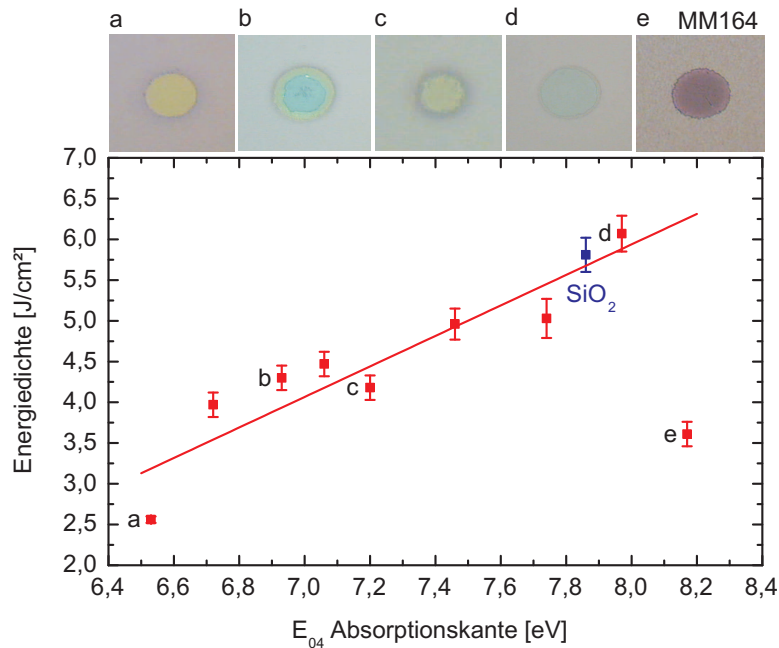 a b c d e MM164
7,0
6,5
6,0
5,5
5,0
4,5
4,0
3,5
3,0
2,5
2,0
Energiedichte [J/cm²]
d
SiO₂
b
c
e
a
6,4 6,6 6,8 7,0 7,2 7,4 7,6 7,8 8,0 8,2 8,4
E₀₄ Absorptionskante [eV]